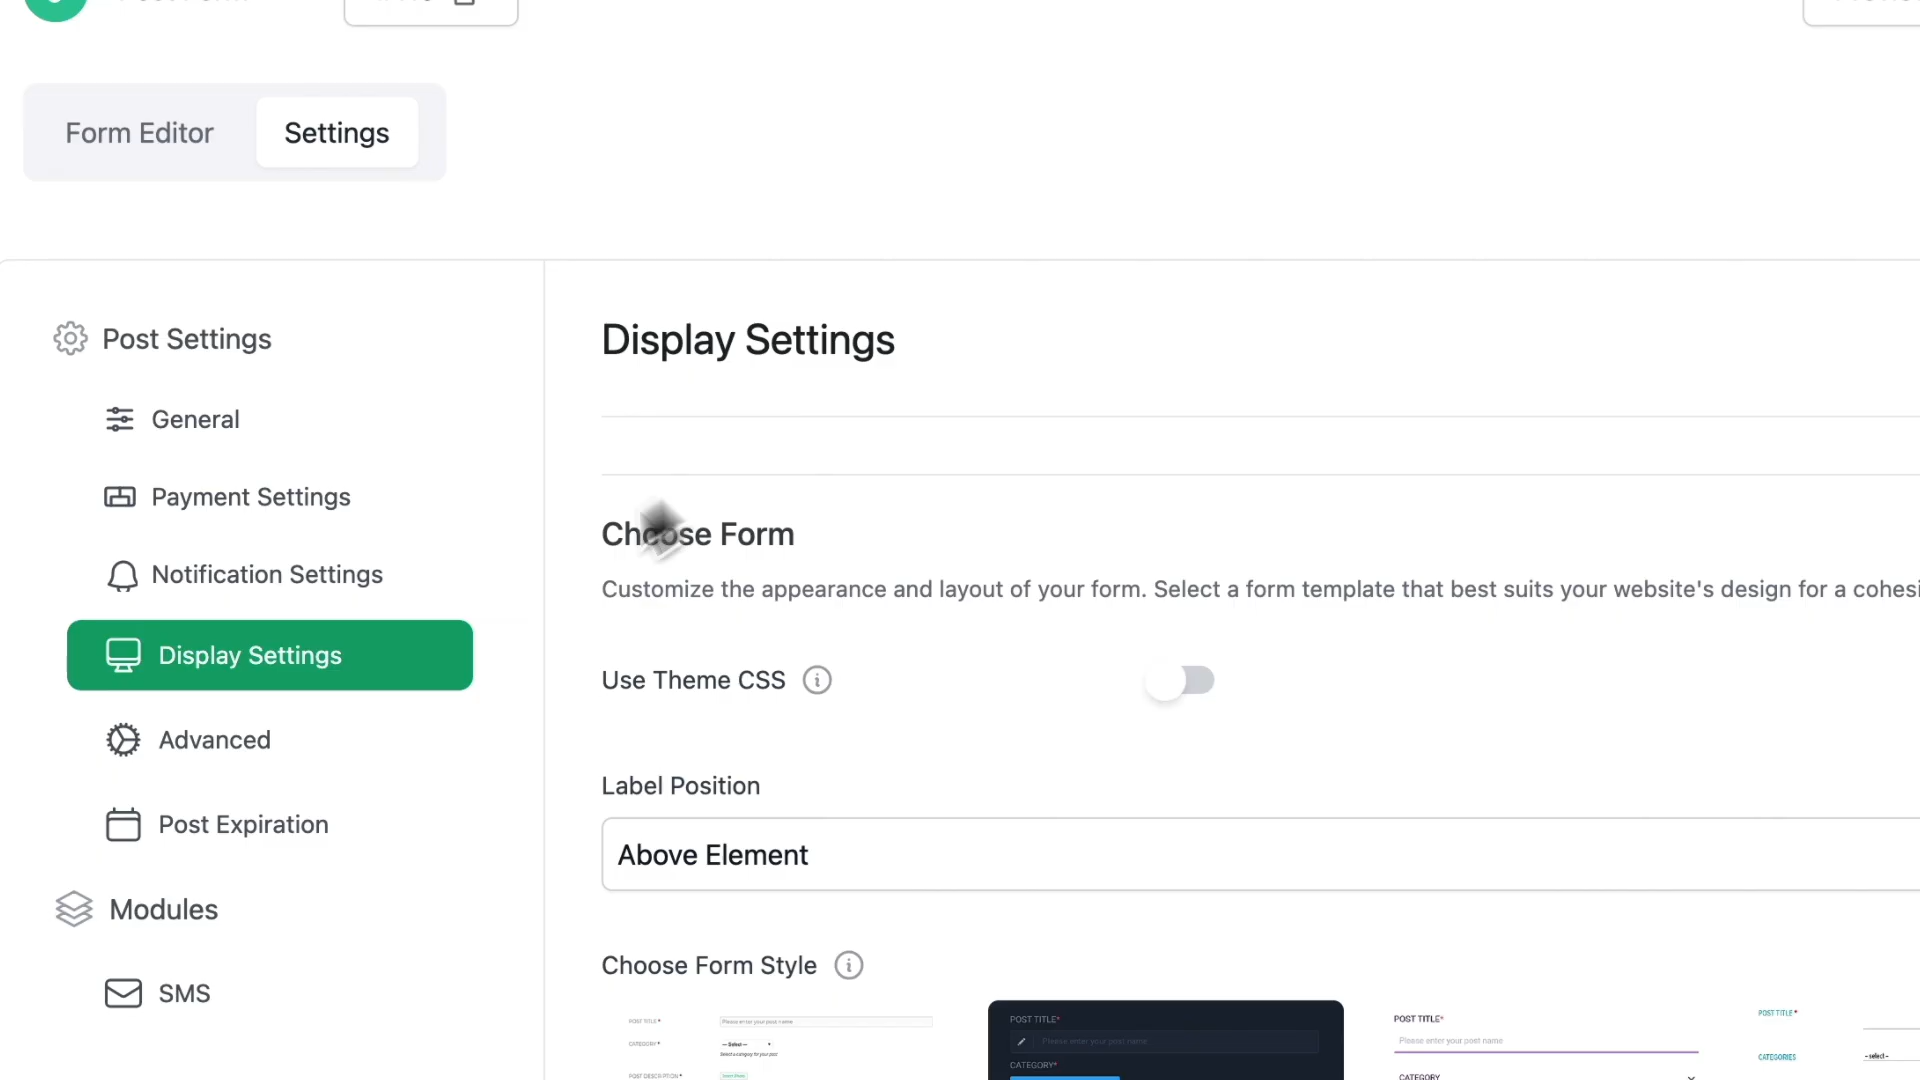 Form Editor
Settings
Post Settings
General
Payment Settings
Notification Settings
Display Settings
Advanced
Post Expiration
Modules
SMS
Display Settings
Choose Form
Customize the appearance and layout of your form. Select a form template that best suits your website's design for a cohesi
Use Theme CSS
Label Position
Above Element
Choose Form Style
POST TITLE*
Please enter your post name
CATEGORY*
-- Select --
Select a category for your post
POST DESCRIPTION*
POST TITLE*
Please enter your post name
CATEGORY*
POST TITLE*
Please enter your post name
CATEGORY
POST TITLE *
CATEGORIES
- select -